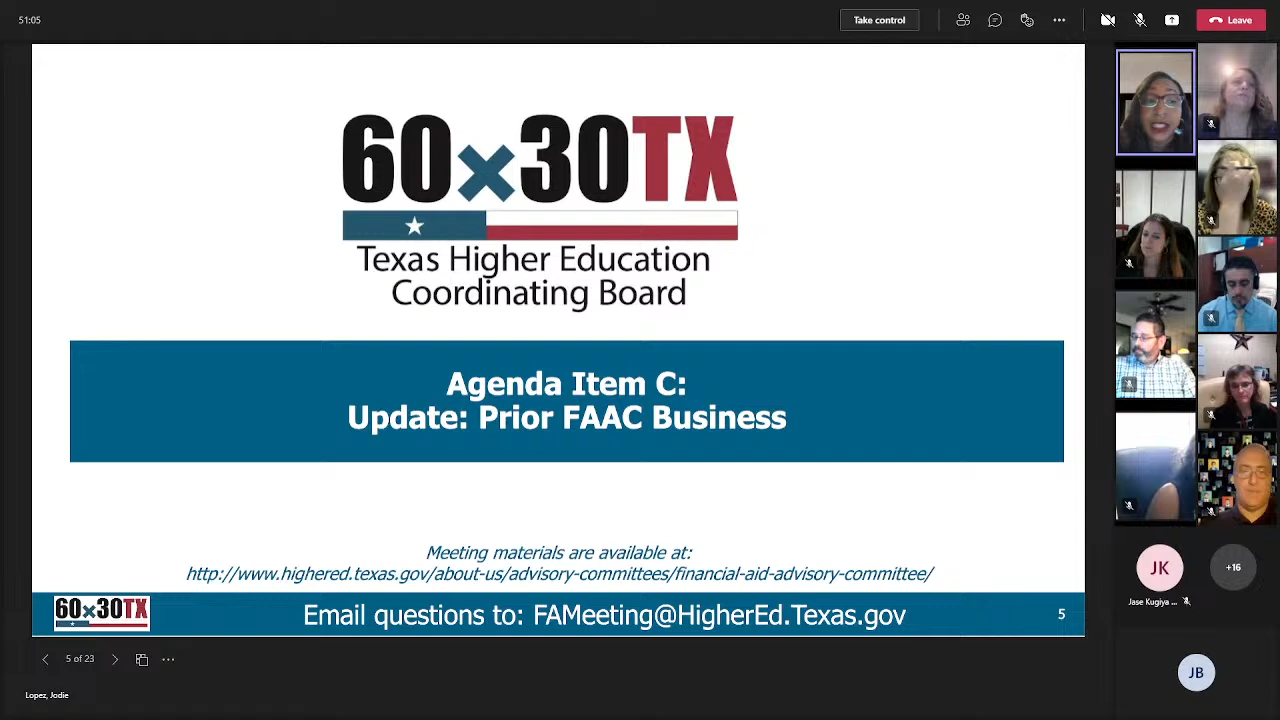 51:05
Take control
Leave
60x30TX
Texas Higher Education
Coordinating Board
Agenda Item C:
Update: Prior FAAC Business
Meeting materials are available at:
http://www.highered.texas.gov/about-us/advisory-committees/financial-aid-advisory-committee/
60x30TX
Email questions to: FAMeeting@HigherEd.Texas.gov
5
JK
+16
Jase Kugiya ...
JB
5 of 23
Lopez, Jodie